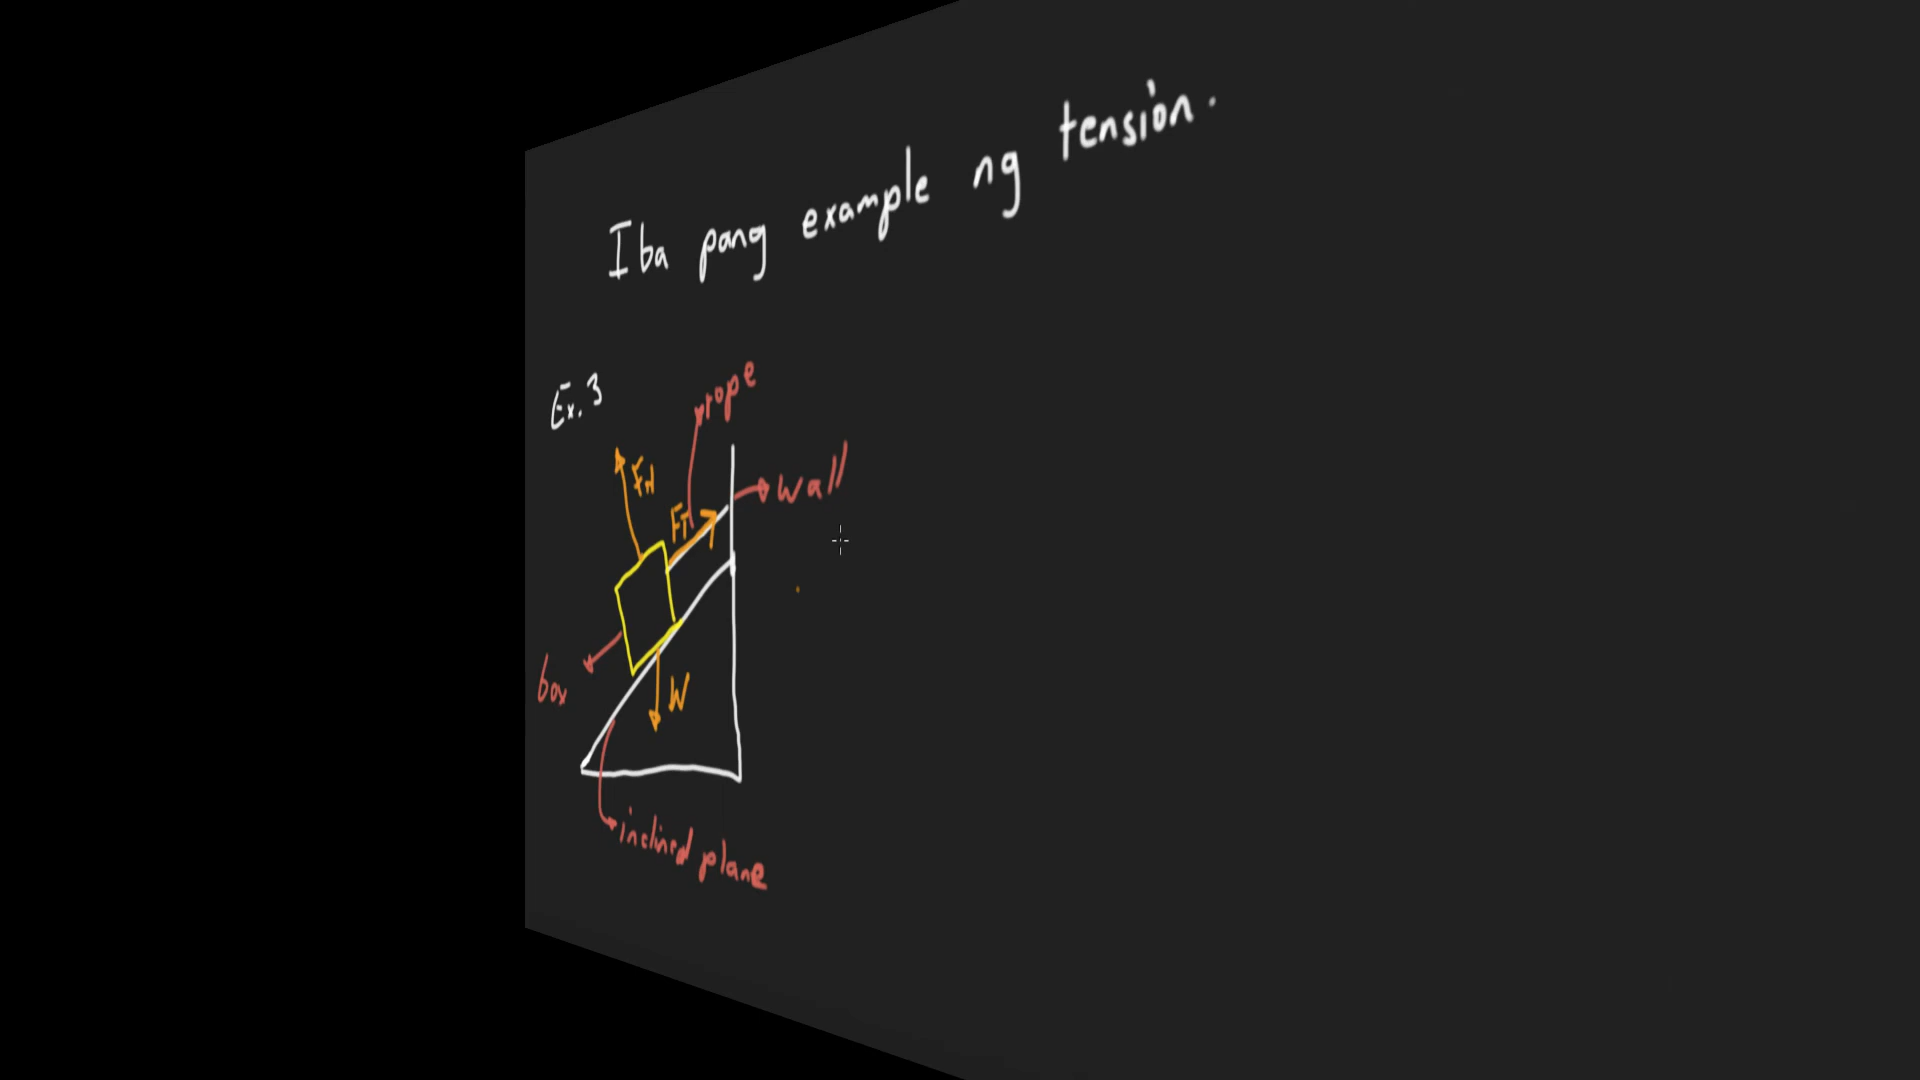 Iba pang example ng tension.
Ex. 3
rope
FN
wall
FT
box
W
inclined plane